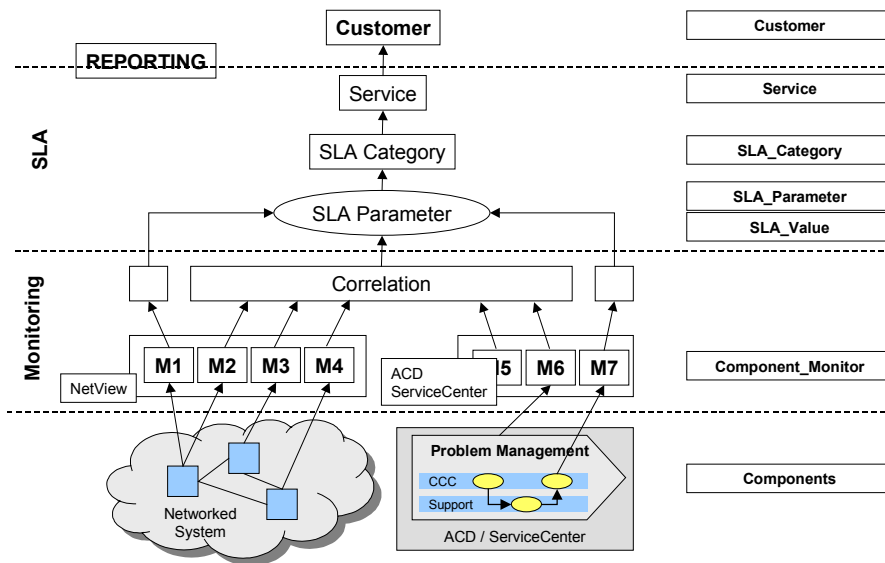 Customer
Customer
REPORTING
Service
Service
SLA
SLA Category
SLA_Category
SLA Parameter
SLA_Parameter
SLA_Value
Monitoring
Correlation
M1 M2 M3 M4
NetView
ACD
ServiceCenter
M6 M7
Component_Monitor
Networked
System
Problem Management
CCC
Support
ACD / ServiceCenter
Components